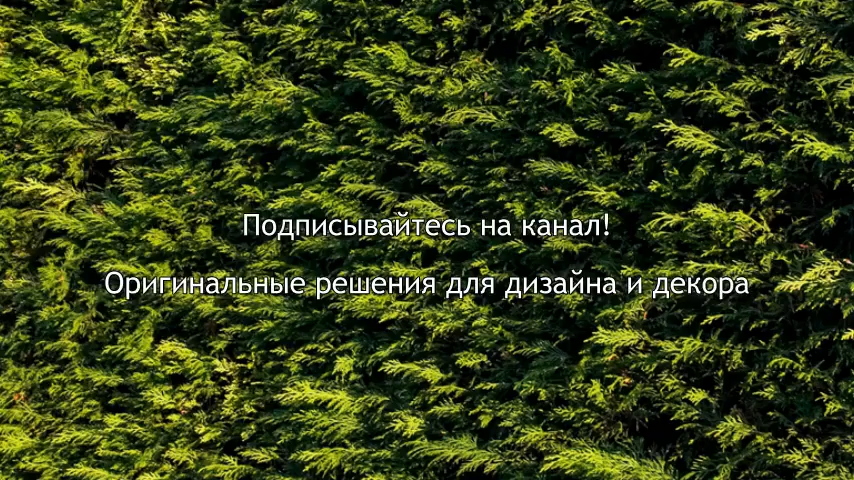 Подписывайтесь на канал!
Оригинальные решения для дизайна и декора